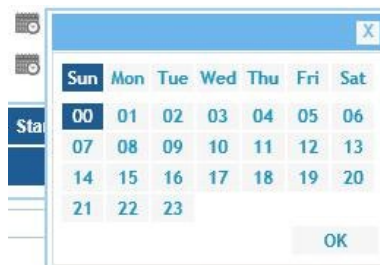 X
Sun Mon Tue Wed Thu Fri Sat
00 01 02 03 04 05 06
Sta
07 08 09 10 11 12 13
14 15 16 17 18 19 20
21 22 23
OK